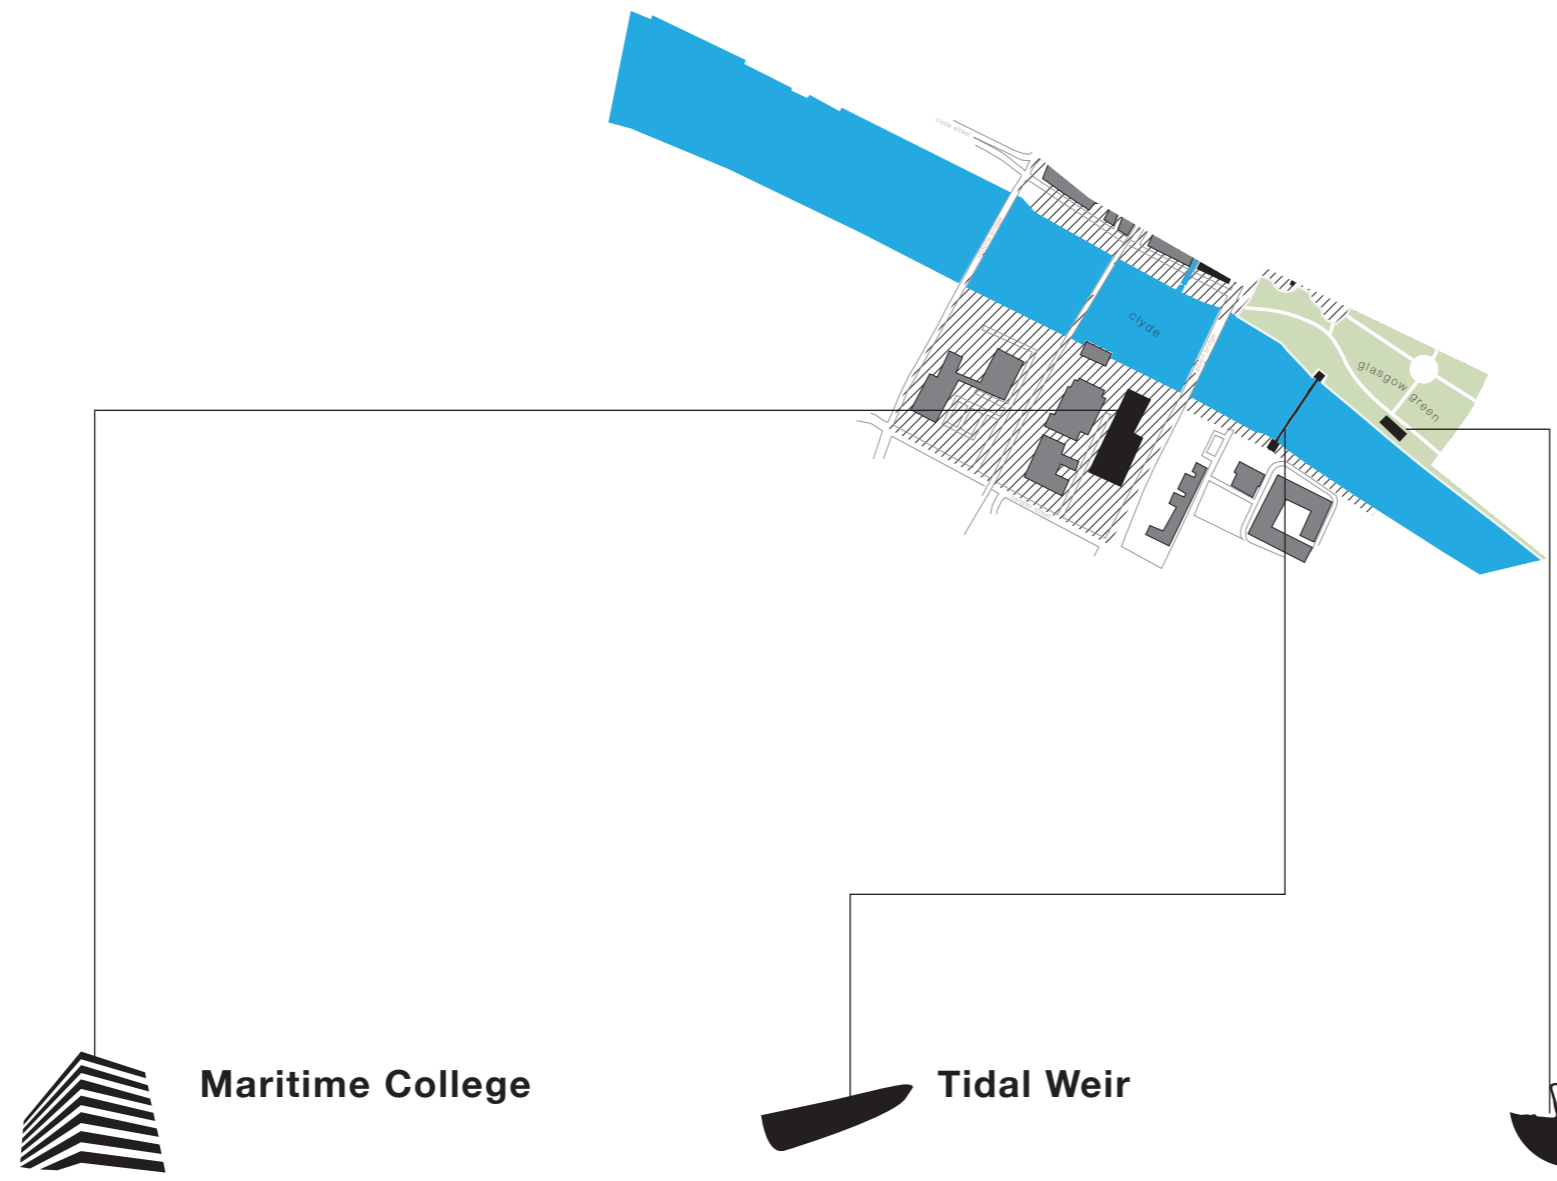 clyde street
clyde
glasgow green
Maritime College
Tidal Weir